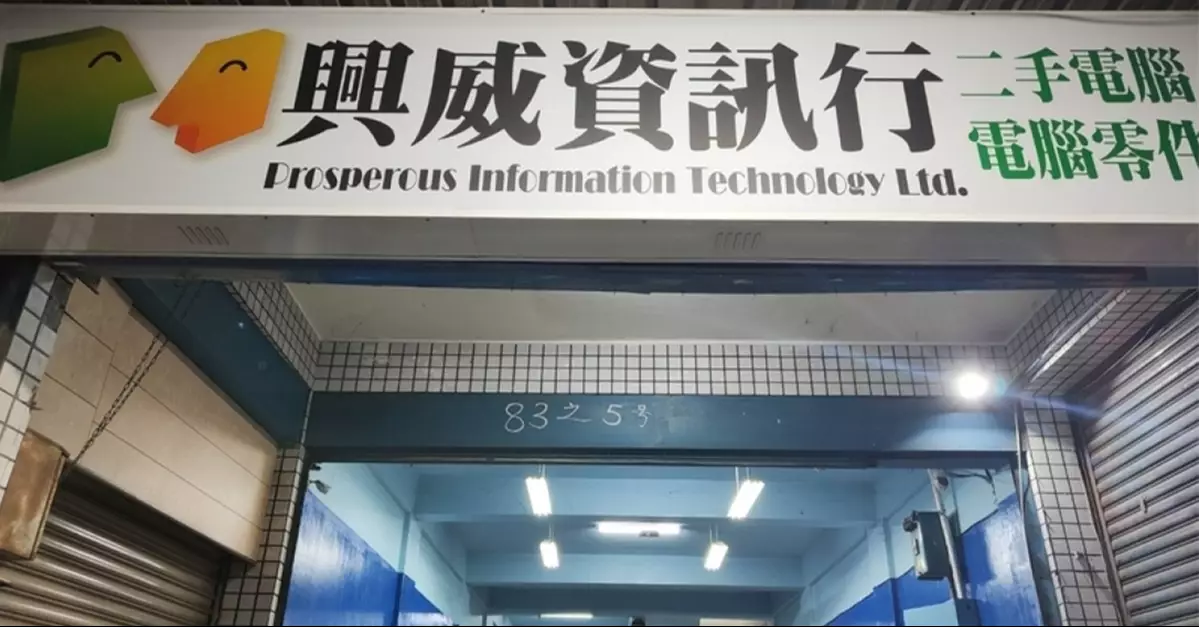 興威資訊行
Prosperous Information Technology Ltd.
二手電腦
電腦零件
83之5号